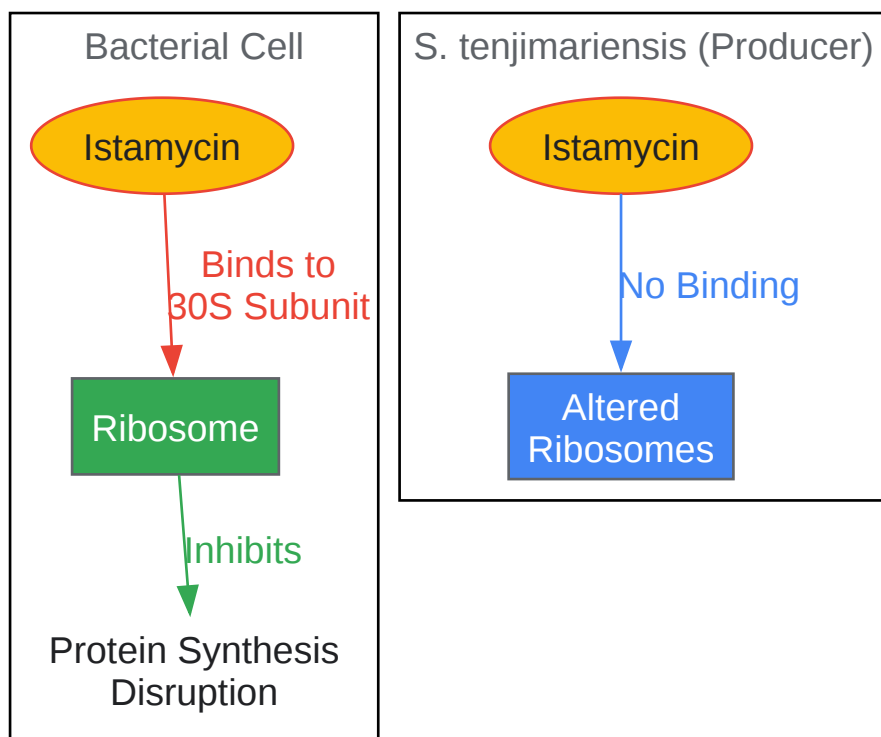 Bacterial Cell
Istamycin
Binds to
30S Subunit
Ribosome
Inhibits
Protein Synthesis
Disruption
S. tenjimariensis (Producer)
Istamycin
No Binding
Altered
Ribosomes